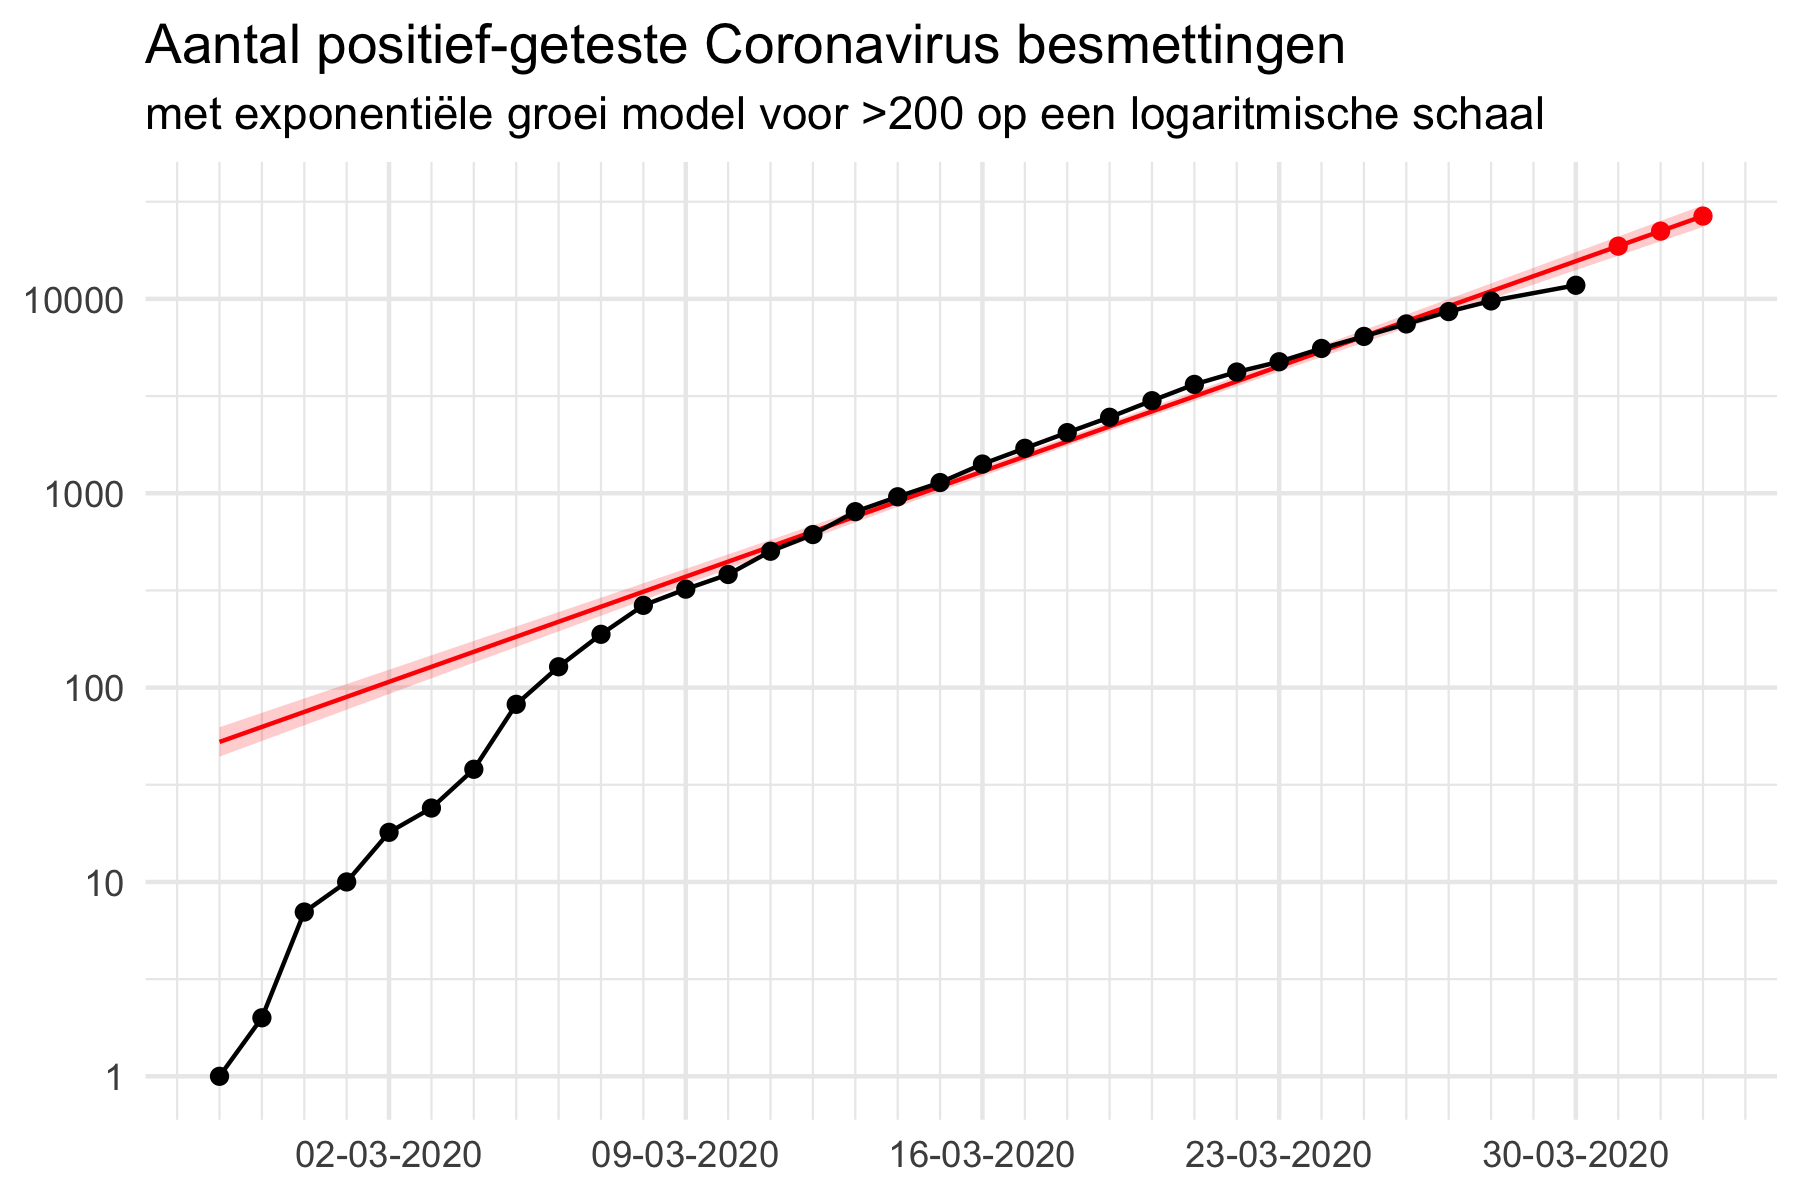 Aantal positief-geteste Coronavirus besmettingen
met exponentiële groei model voor >200 op een logaritmische schaal
10000
1000
100
10
1
02-03-2020 09-03-2020 16-03-2020 23-03-2020 30-03-2020